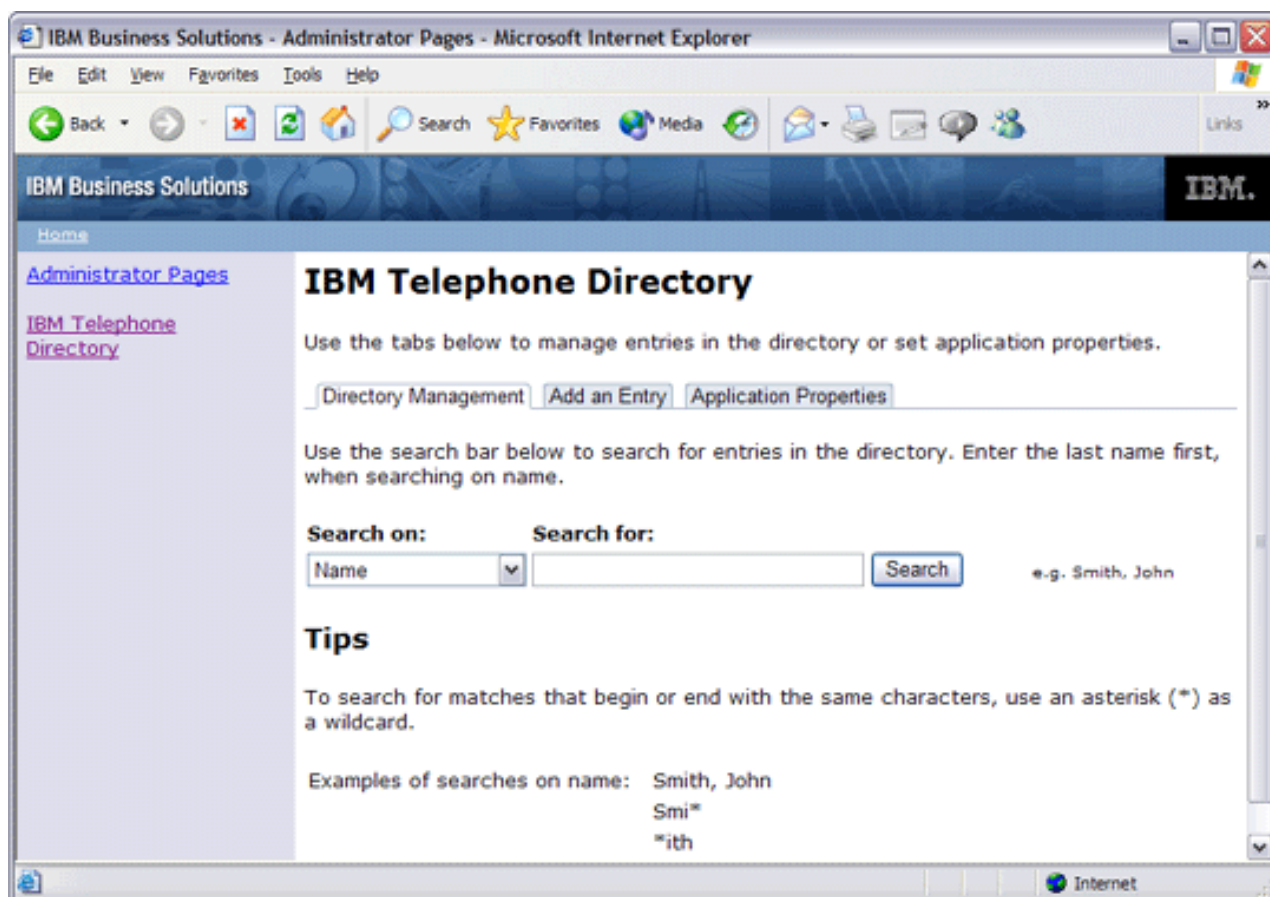 IBM Business Solutions - Administrator Pages - Microsoft Internet Explorer
File Edit View Favorites Tools Help
Back Search Favorites Media Links
IBM Business Solutions IBM.
Home
Administrator Pages
IBM Telephone
Directory
IBM Telephone Directory
Use the tabs below to manage entries in the directory or set application properties.
Directory Management Add an Entry Application Properties
Use the search bar below to search for entries in the directory. Enter the last name first,
when searching on name.
Search on: Search for:
Name Search e.g. Smith, John
Tips
To search for matches that begin or end with the same characters, use an asterisk (*) as
a wildcard.
Examples of searches on name: Smith, John
Smi*
*ith
Internet